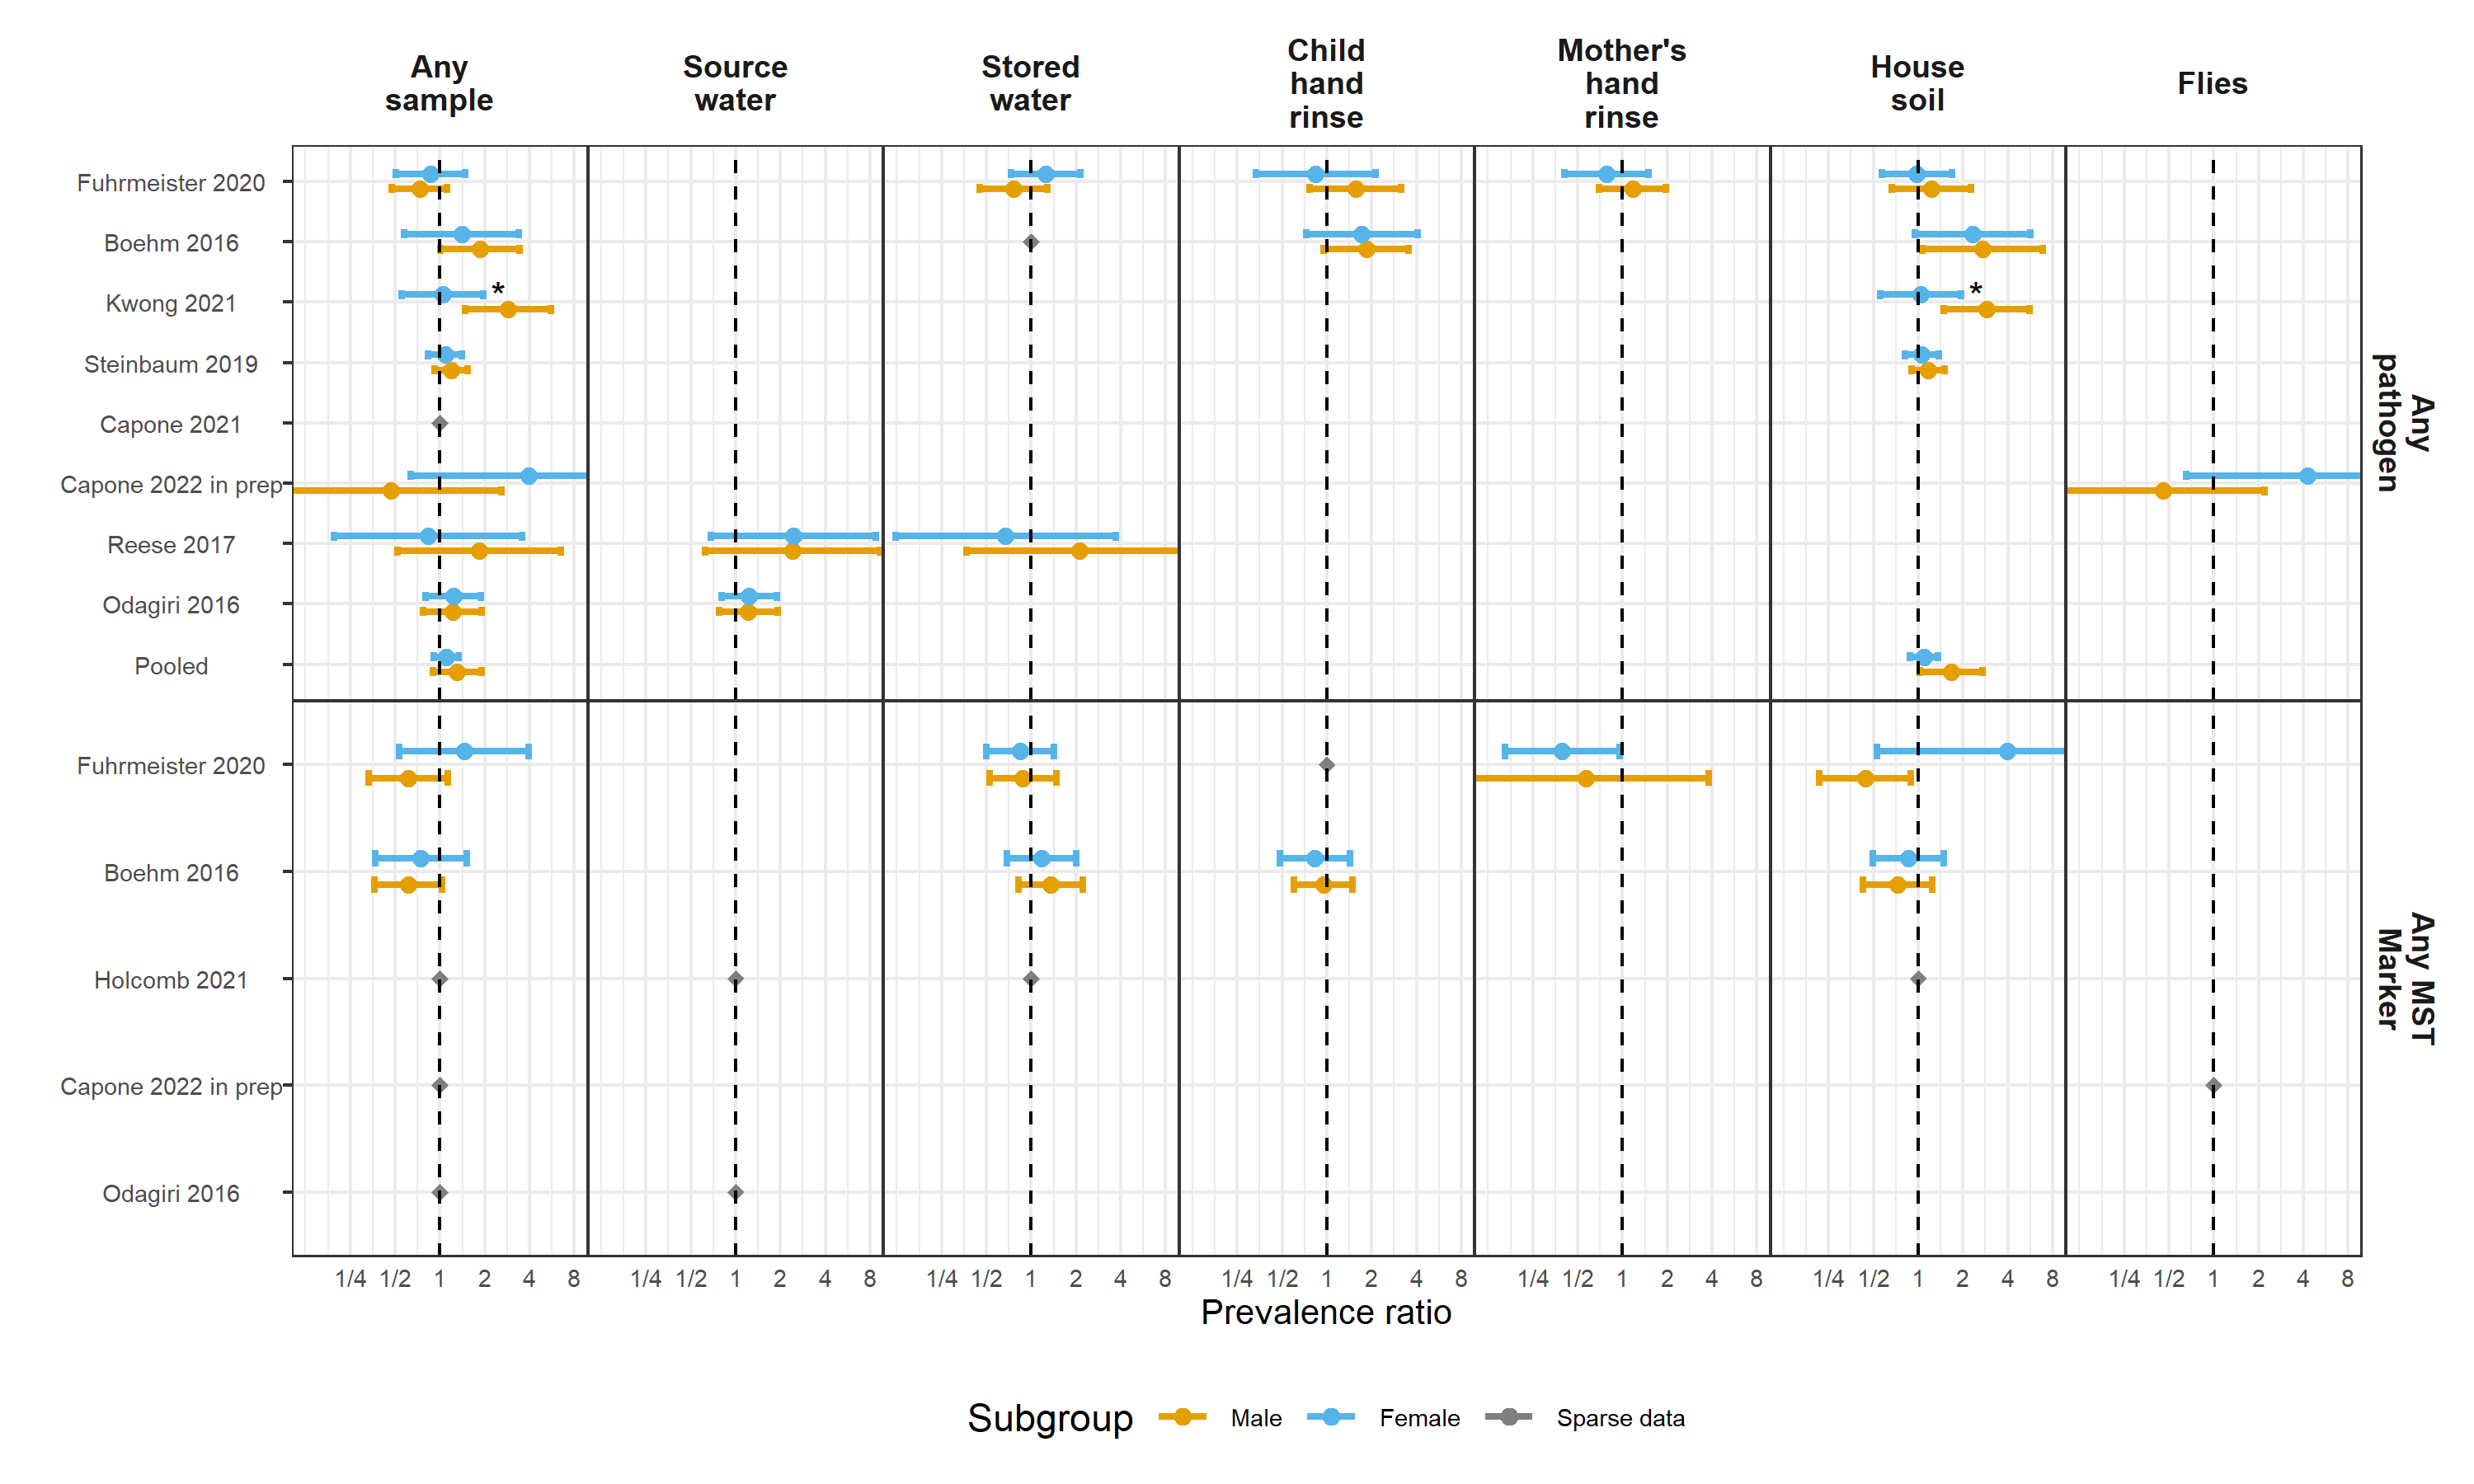 Any
sample
Source
water
Stored
water
Child
hand
rinse
Mother's
hand
rinse
House
soil
Flies
Fuhrmeister 2020
Boehm 2016
Kwong 2021
*
*
Steinbaum 2019
Capone 2021
Capone 2022 in prep
Reese 2017
Odagiri 2016
Pooled
Any
pathogen
Fuhrmeister 2020
Boehm 2016
Holcomb 2021
Capone 2022 in prep
Odagiri 2016
Any MST
Marker
1/4 1/2 1 2 4 8 1/4 1/2 1 2 4 8 1/4 1/2 1 2 4 8 1/4 1/2 1 2 4 8 1/4 1/2 1 2 4 8 1/4 1/2 1 2 4 8 1/4 1/2 1 2 4 8
Prevalence ratio
Subgroup Male Female Sparse data